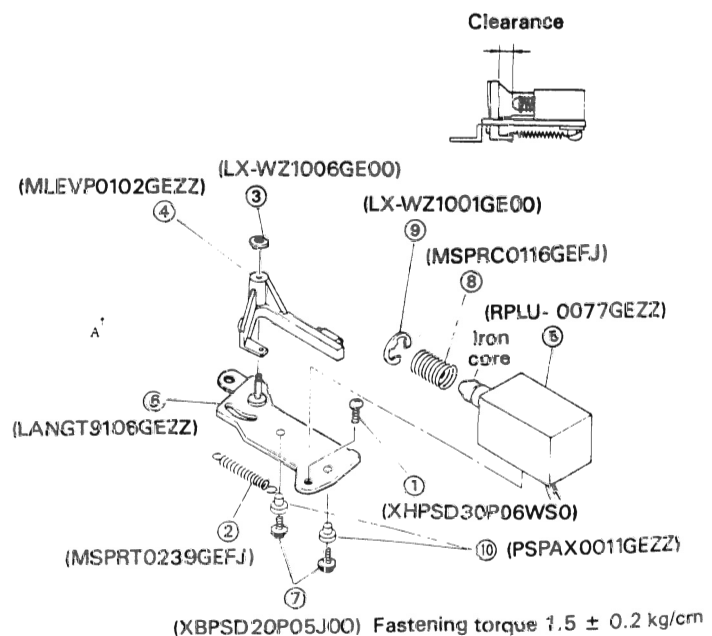 Clearance
(LX-WZ1006GE00)
(MLEVP0102GEZZ)
③
(LX-WZ1001GE00)
④
⑨
(MSPRC0116GEFJ)
⑧
(RPLU- 0077GEZZ)
A
Iron
core
⑤
⑥
(LANGT9106GEZZ)
①
(XHPSD30P06WS0)
②
(MSPRT0239GEFJ)
⑩ (PSPAX0011GEZZ)
⑦
(XBPSD20P05J00) Fastening torque 1.5 ± 0.2 kg/cm